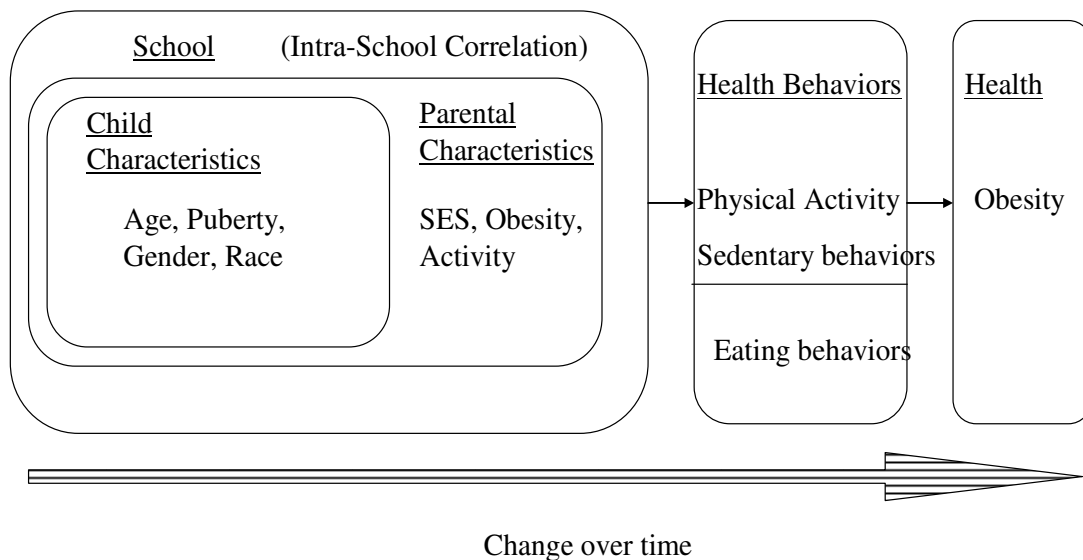 School (Intra-School Correlation)
Child
Characteristics
Age, Puberty,
Gender, Race
Parental
Characteristics
SES, Obesity,
Activity
Health Behaviors
Physical Activity
Sedentary behaviors
Eating behaviors
Health
Obesity
Change over time